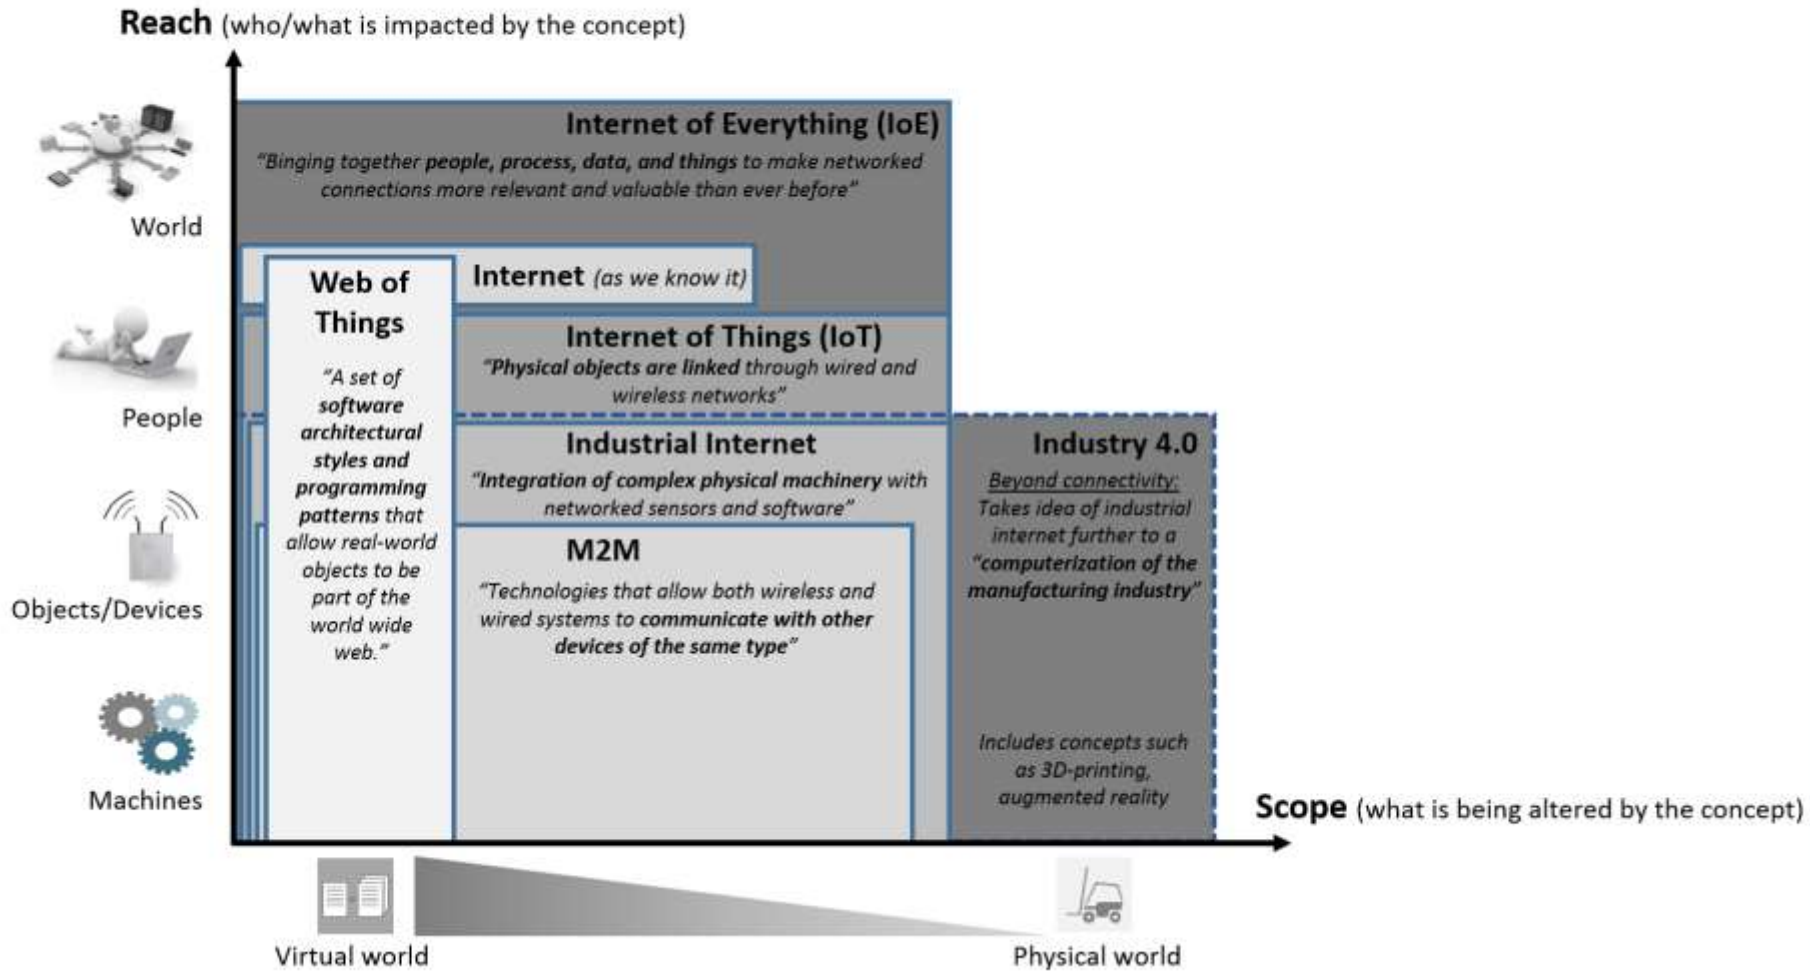 Reach (who/what is impacted by the concept)
Internet of Everything (IoE)
“Binging together people, process, data, and things to make networked
connections more relevant and valuable than ever before”
World
Internet (as we know it)
Web of
Things
“A set of
software
architectural
styles and
programming
patterns that
allow real-world
objects to be
part of the
world wide
web.”
Internet of Things (IoT)
“Physical objects are linked through wired and
wireless networks”
People
Industrial Internet
“Integration of complex physical machinery with
networked sensors and software”
M2M
“Technologies that allow both wireless and
wired systems to communicate with other
devices of the same type”
Industry 4.0
Beyond connectivity:
Takes idea of industrial
internet further to a
“computerization of the
manufacturing industry”
Includes concepts such
as 3D-printing,
augmented reality
Objects/Devices
Machines
Scope (what is being altered by the concept)
Virtual world
Physical world